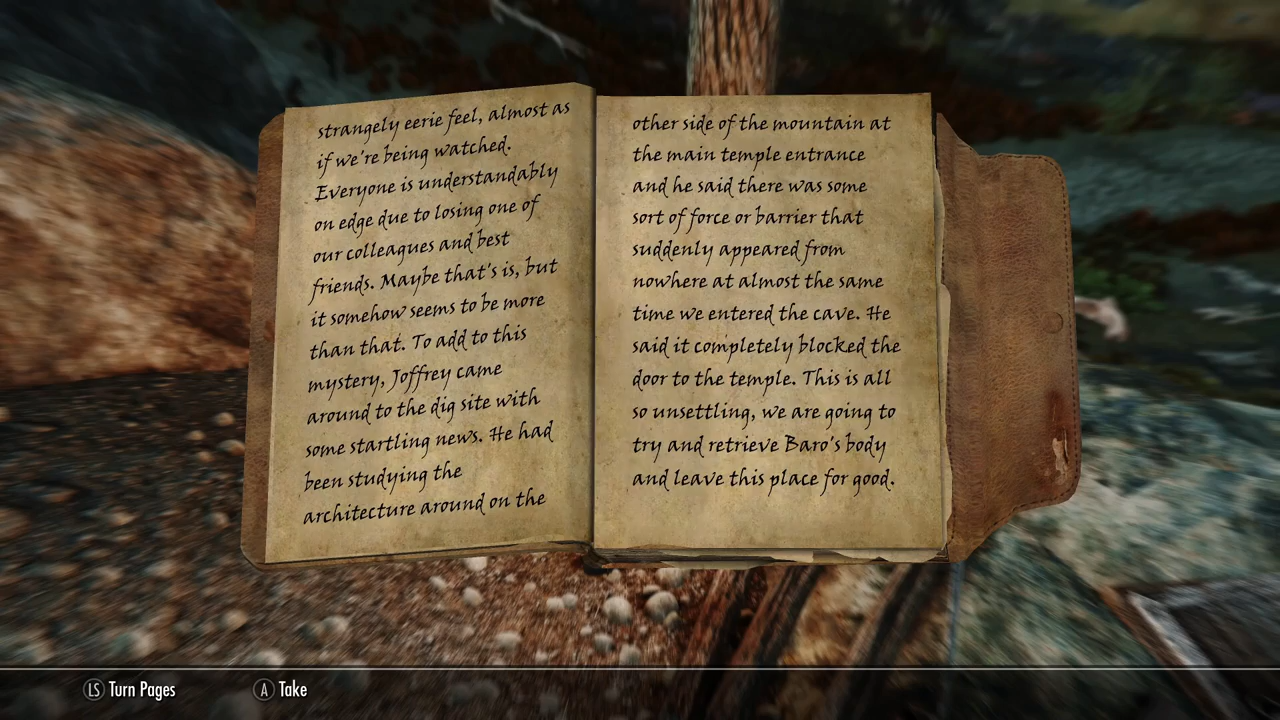 strangely eerie feel, almost as
if we're being watched.
Everyone is understandably
on edge due to losing one of
our colleagues and best
friends. Maybe that's is, but
it somehow seems to be more
than that. To add to this
mystery, Joffrey came
around to the dig site with
some startling news. He had
been studying the
architecture around on the
other side of the mountain at
the main temple entrance
and he said there was some
sort of force or barrier that
suddenly appeared from
nowhere at almost the same
time we entered the cave. He
said it completely blocked the
door to the temple. This is all
so unsettling, we are going to
try and retrieve Baro's body
and leave this place for good.
LS Turn Pages
A Take